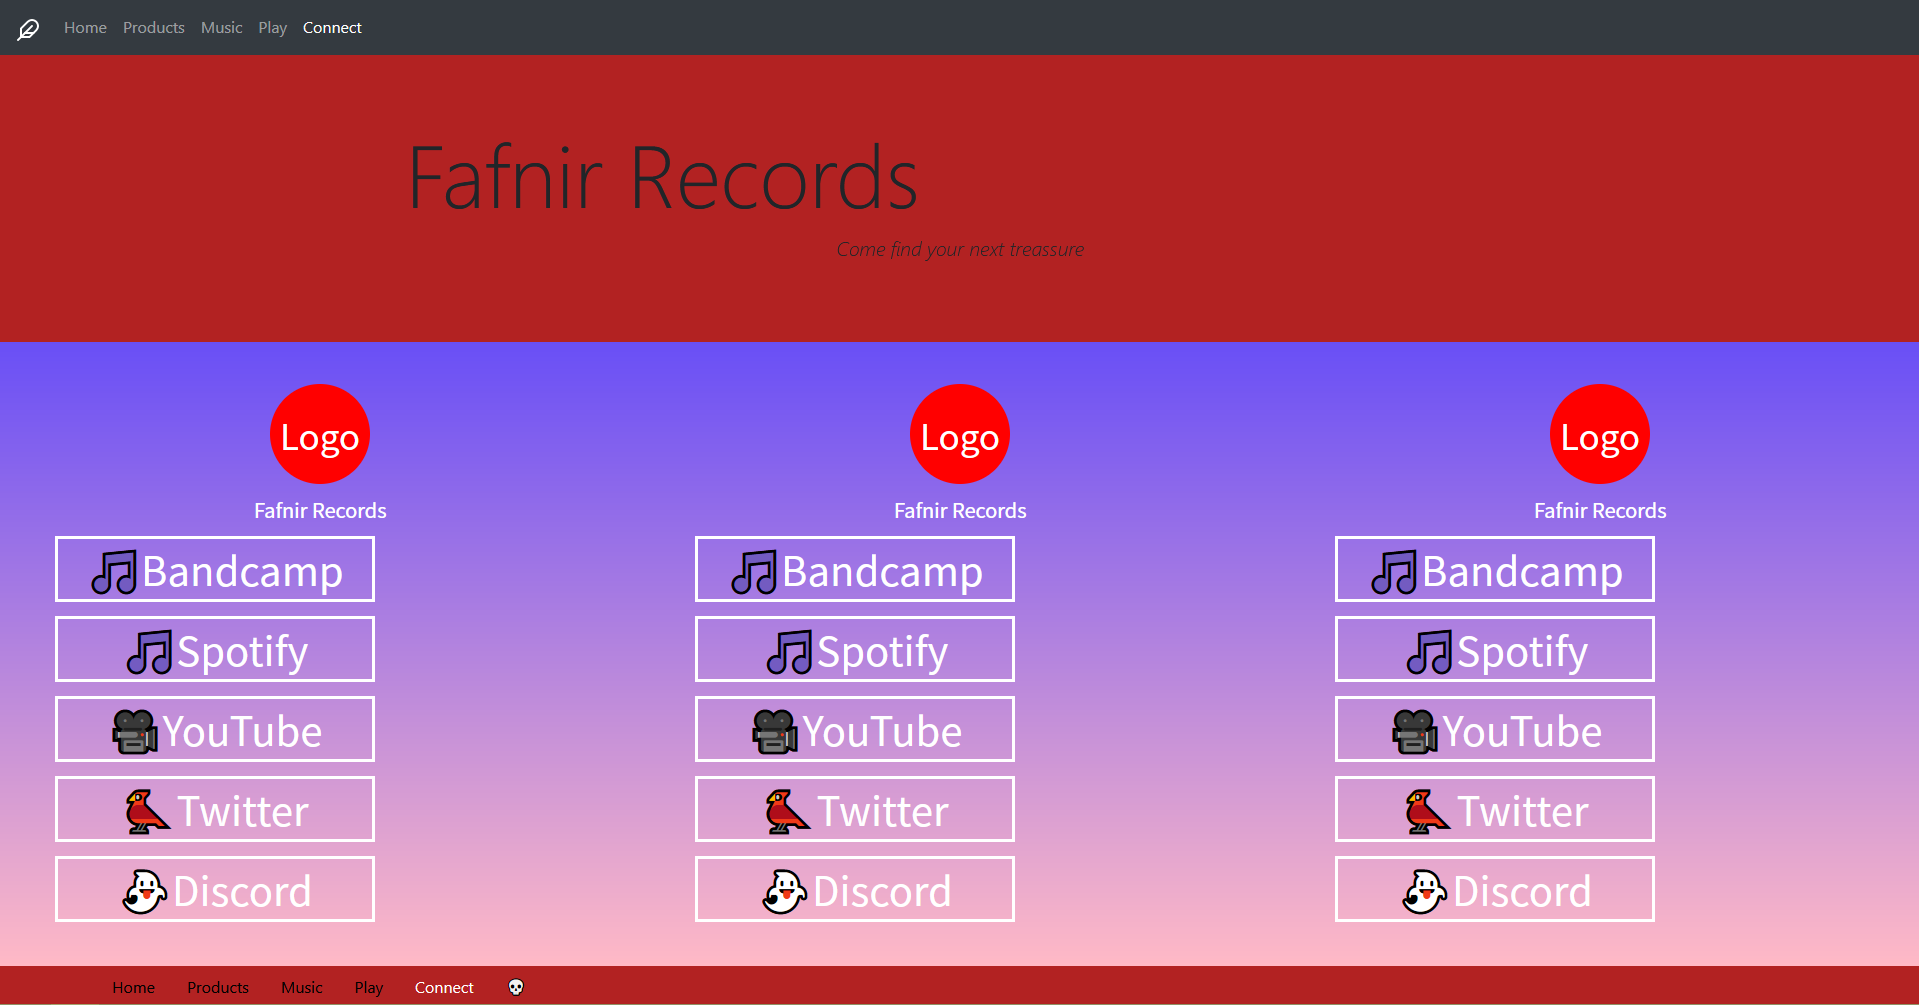 Home Products Music Play Connect
Fafnir Records
Come find your next treassure
Logo
Fafnir Records
Bandcamp
Spotify
YouTube
Twitter
Discord
Logo
Fafnir Records
Bandcamp
Spotify
YouTube
Twitter
Discord
Logo
Fafnir Records
Bandcamp
Spotify
YouTube
Twitter
Discord
Home Products Music Play Connect